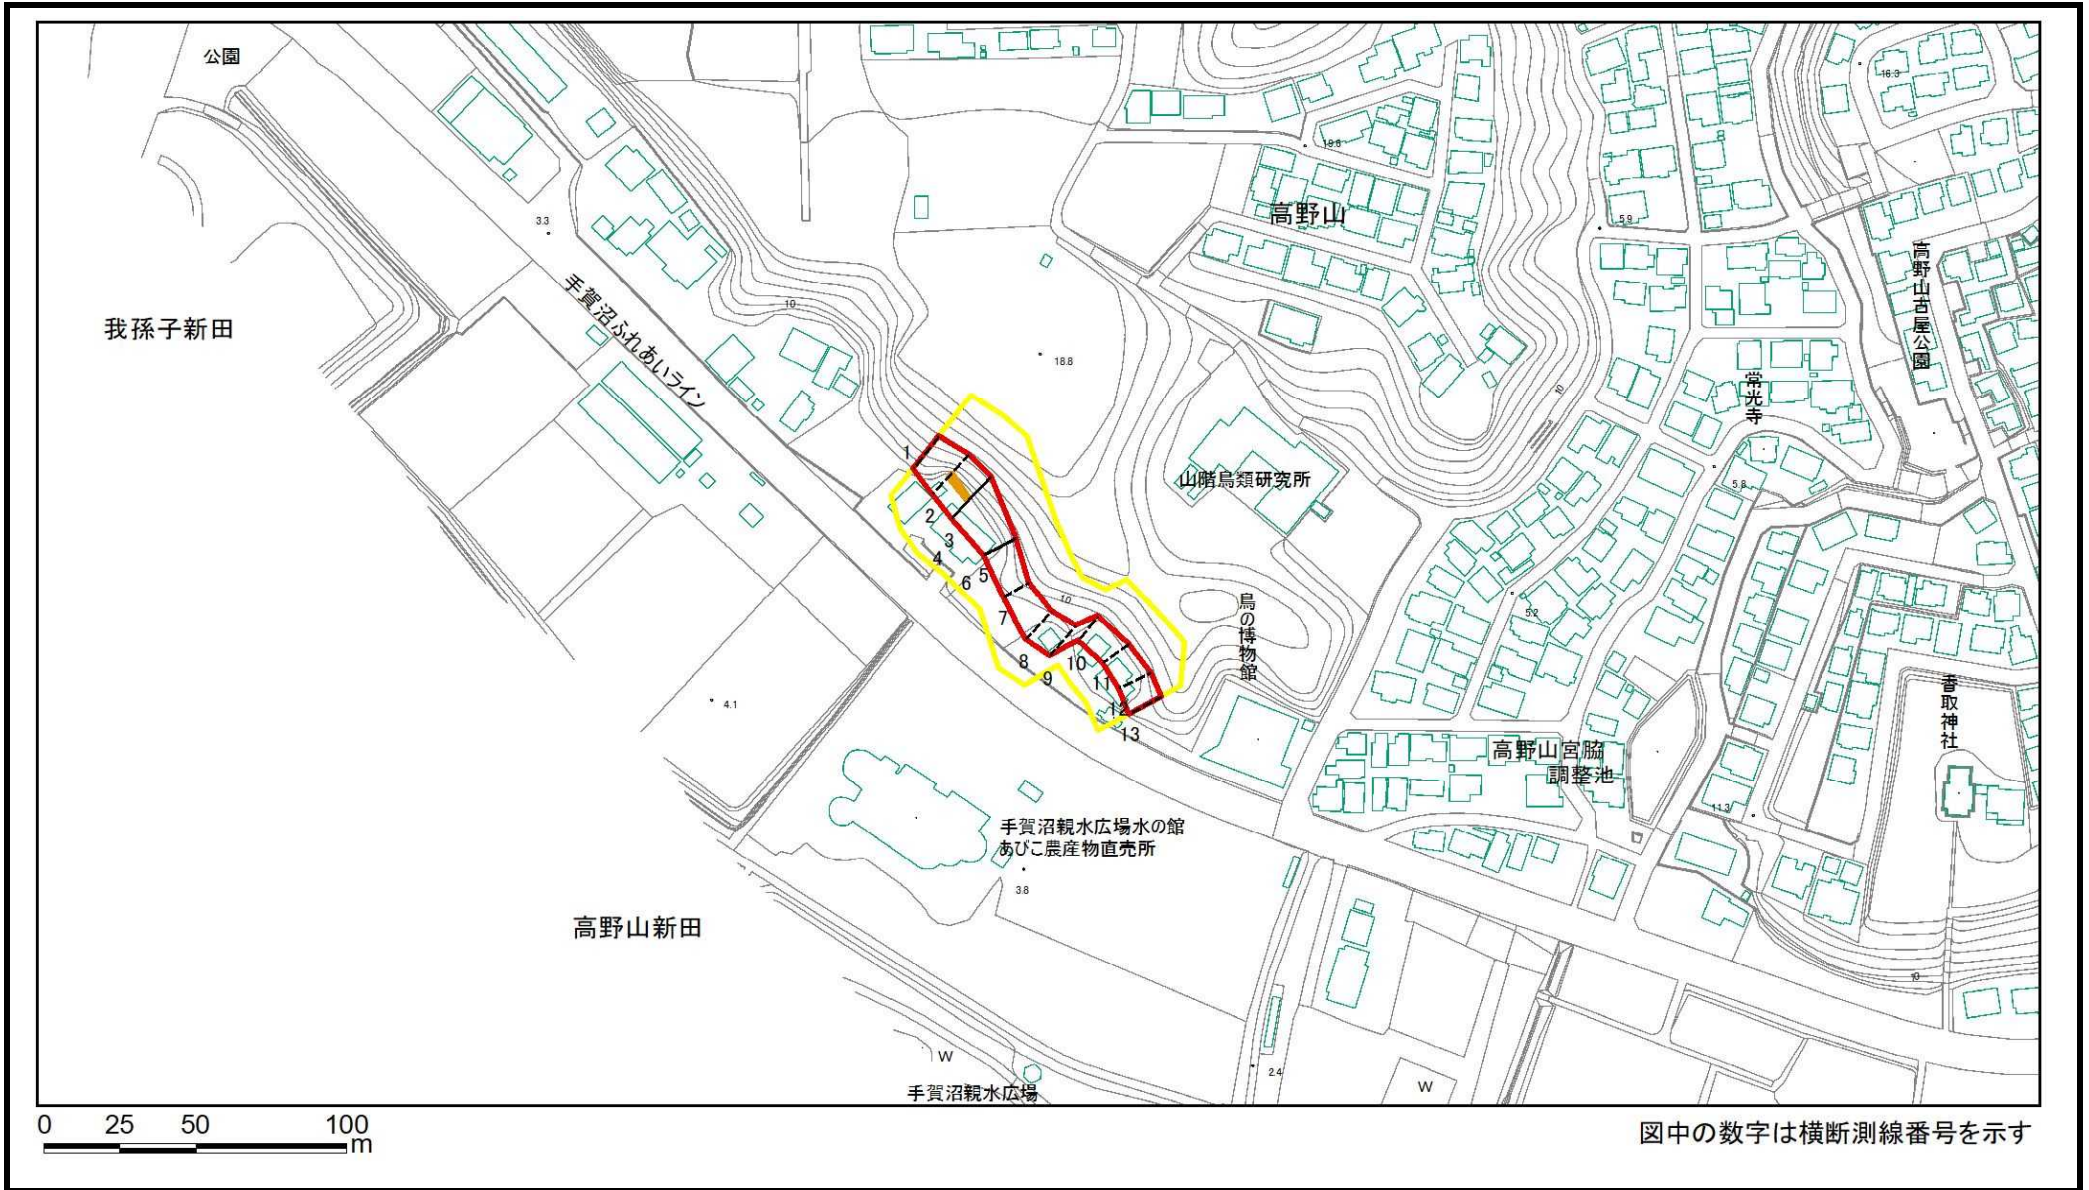 公園
16.3
19.6
3.3
高野山
5.9
高野山古屋公園
手賀沼ふれあいライン
10
我孫子新田
18.8
常光寺
10
1
山階鳥類研究所
5.8
2
3
4
5
6
10
7
鳥の博物館
5.2
8
9
10
11
12
13
4.1
香取神社
高野山宮脇
調整池
11.3
手賀沼親水広場水の館
あびこ農産物直売所
3.8
高野山新田
10
W
2.4
W
手賀沼親水広場
0 25 50 100
m
図中の数字は横断測線番号を示す